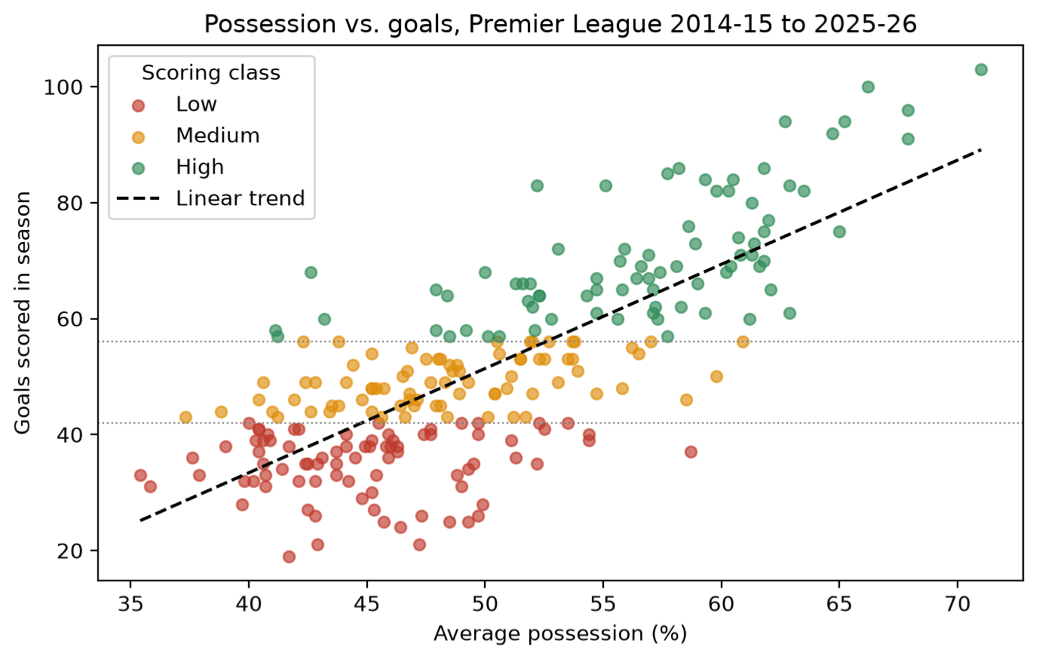 Possession vs. goals, Premier League 2014-15 to 2025-26
Scoring class
Low
Medium
High
Linear trend
Goals scored in season
100
80
60
40
20
35 40 45 50 55 60 65 70
Average possession (%)